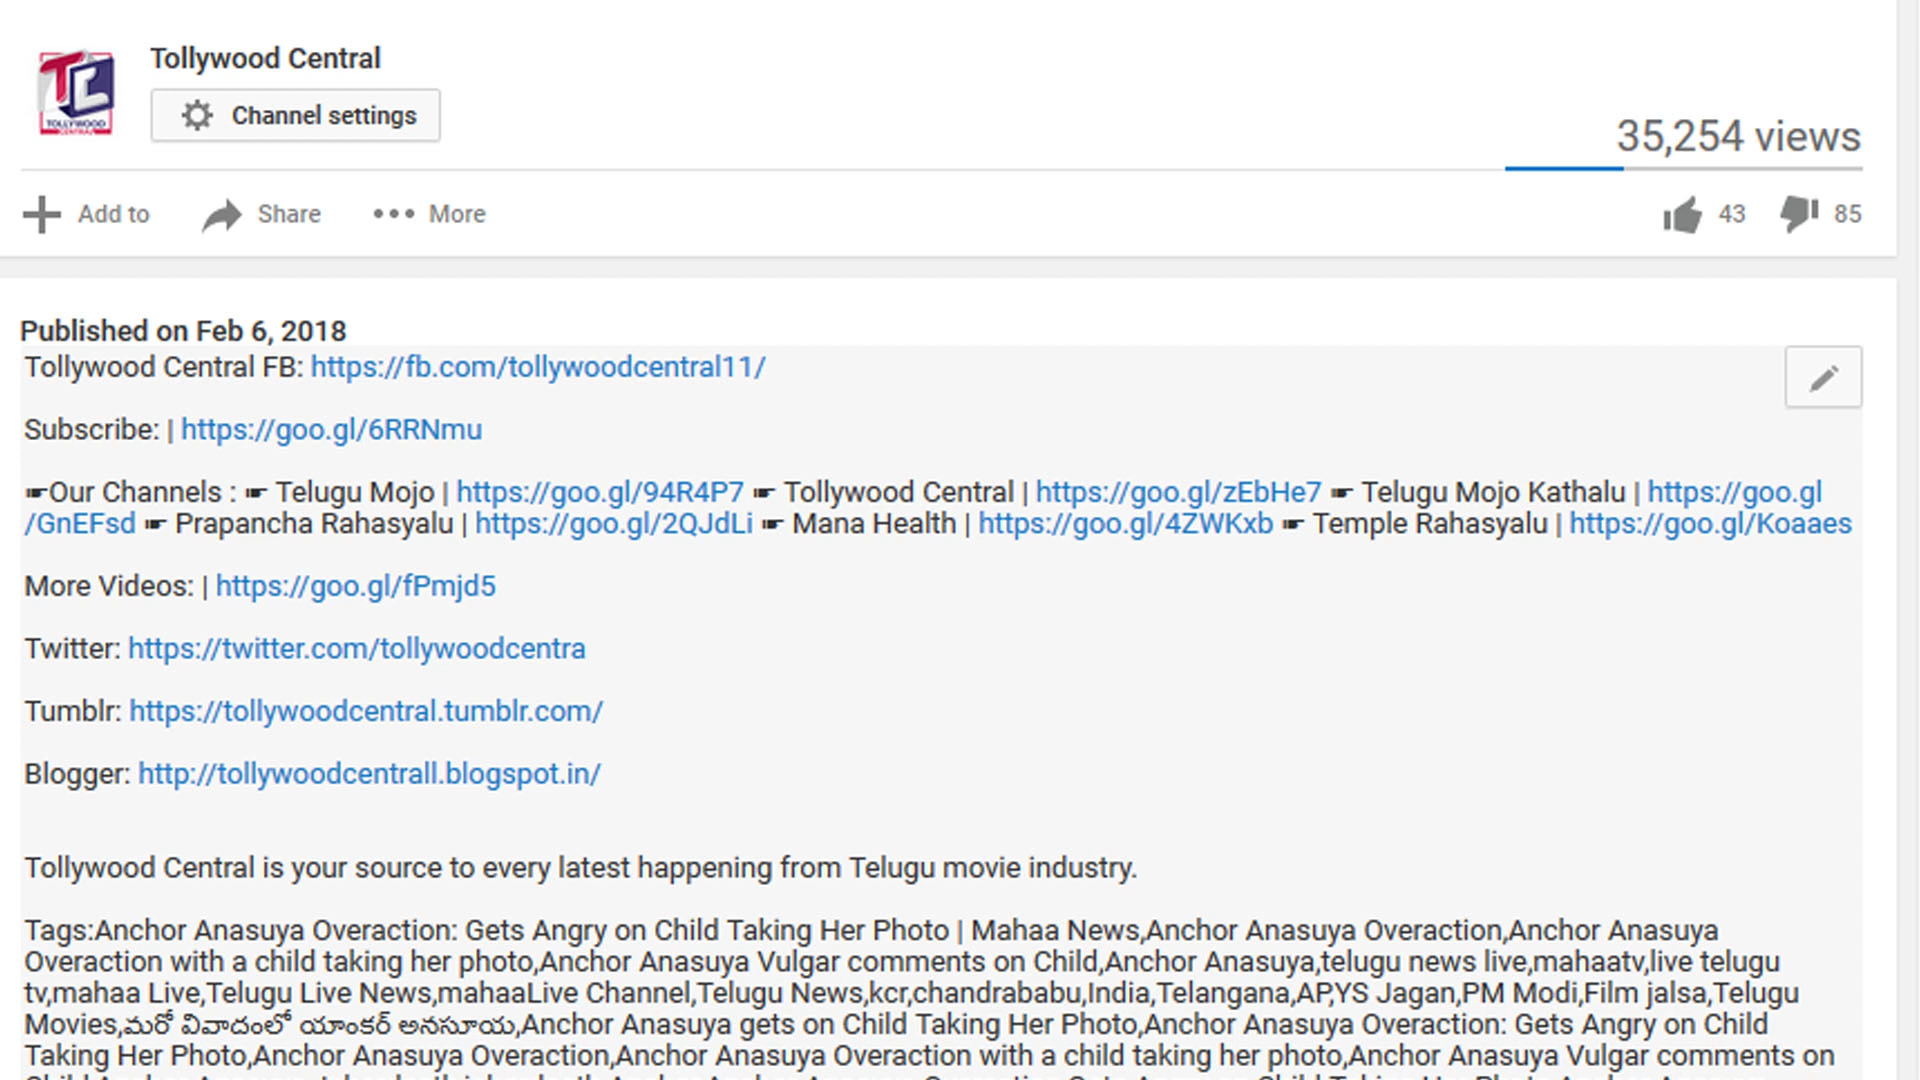 Tollywood Central
TOLLYWOOD
CENTRAL
Channel settings
35,254 views
Add to Share More 43 85
Published on Feb 6, 2018
Tollywood Central FB: https://fb.com/tollywoodcentral11/
Subscribe: | https://goo.gl/6RRNmu
☛Our Channels : ☛ Telugu Mojo | https://goo.gl/94R4P7 ☛ Tollywood Central | https://goo.gl/zEbHe7 ☛ Telugu Mojo Kathalu | https://goo.gl
/GnEFsd ☛ Prapancha Rahasyalu | https://goo.gl/2QJdLi ☛ Mana Health | https://goo.gl/4ZWKxb ☛ Temple Rahasyalu | https://goo.gl/Koaaes
More Videos: | https://goo.gl/fPmjd5
Twitter: https://twitter.com/tollywoodcentra
Tumblr: https://tollywoodcentral.tumblr.com/
Blogger: http://tollywoodcentrall.blogspot.in/
Tollywood Central is your source to every latest happening from Telugu movie industry.
Tags:Anchor Anasuya Overaction: Gets Angry on Child Taking Her Photo | Mahaa News,Anchor Anasuya Overaction,Anchor Anasuya
Overaction with a child taking her photo,Anchor Anasuya Vulgar comments on Child,Anchor Anasuya,telugu news live,mahaatv,live telugu
tv,mahaa Live,Telugu Live News,mahaaLive Channel,Telugu News,kcr,chandrababu,India,Telangana,AP,YS Jagan,PM Modi,Film jalsa,Telugu
Movies,మరో వివాదంలో యాంకర్ అనసూయ,Anchor Anasuya gets on Child Taking Her Photo,Anchor Anasuya Overaction: Gets Angry on Child
Taking Her Photo,Anchor Anasuya Overaction,Anchor Anasuya Overaction with a child taking her photo,Anchor Anasuya Vulgar comments on